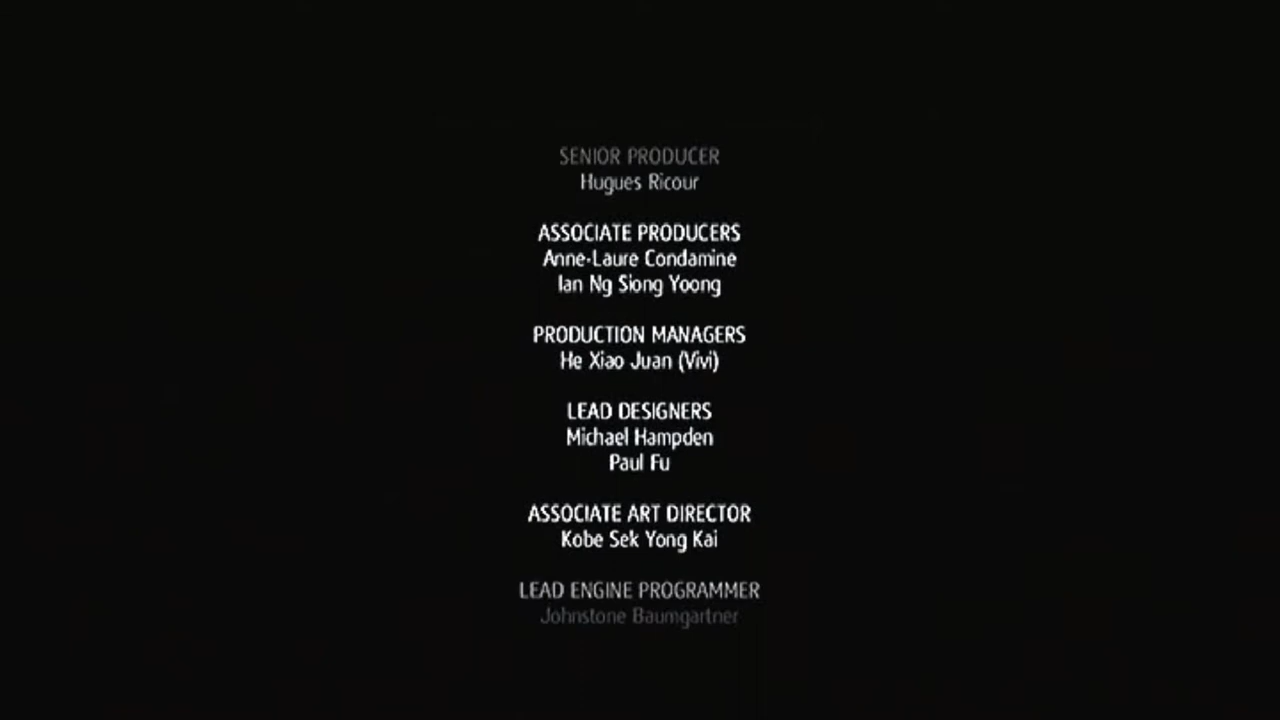 SENIOR PRODUCER
Hugues Ricour
ASSOCIATE PRODUCERS
Anne-Laure Condamine
Ian Ng Siong Yoong
PRODUCTION MANAGERS
He Xiao Juan (Vivi)
LEAD DESIGNERS
Michael Hampden
Paul Fu
ASSOCIATE ART DIRECTOR
Kobe Sek Yong Kai
LEAD ENGINE PROGRAMMER
Johnstone Baumgartner